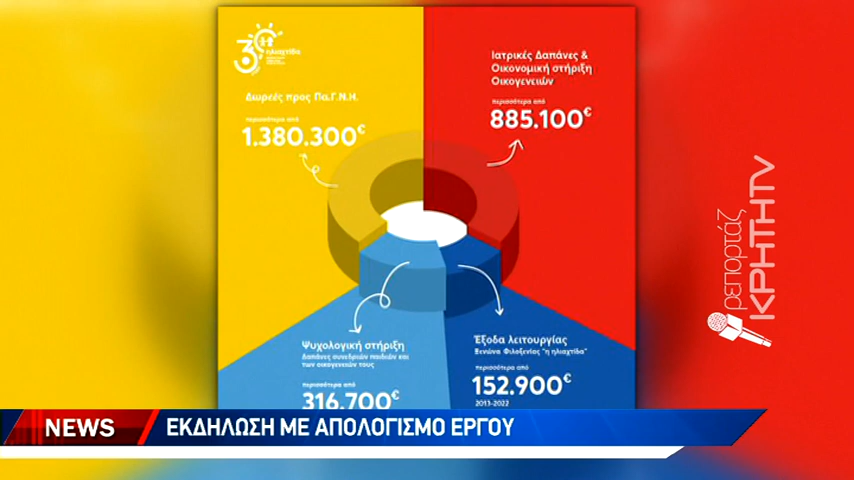 30
ηλιαχτίδα
Δωρεές προς Πα.Γ.Ν.Η.
περισσότερα από
1.380.300€
Ιατρικές Δαπάνες &
Οικονομική στήριξη
Οικογενειών
περισσότερα από
885.100€
Ψυχολογική στήριξη
Δαπάνες συνεδριών παιδιών και
των οικογενειών τους
περισσότερα από
316.700€
Έξοδα λειτουργίας
Ξενώνα Φιλοξενίας "η ηλιαχτίδα"
περισσότερα από
152.900€
2013-2022
ρεπορτάζ
ΚΡΗΤΗTV
NEWS
ΕΚΔΗΛΩΣΗ ΜΕ ΑΠΟΛΟΓΙΣΜΟ ΕΡΓΟΥ